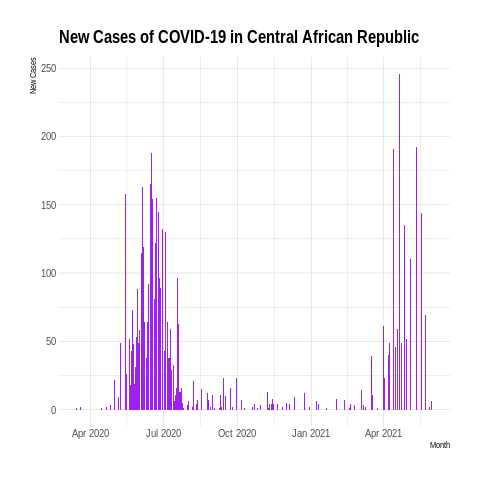 New Cases of COVID-19 in Central African Republic
New Cases
250
200
150
100
50
0
Apr 2020 Jul 2020 Oct 2020 Jan 2021 Apr 2021
Month